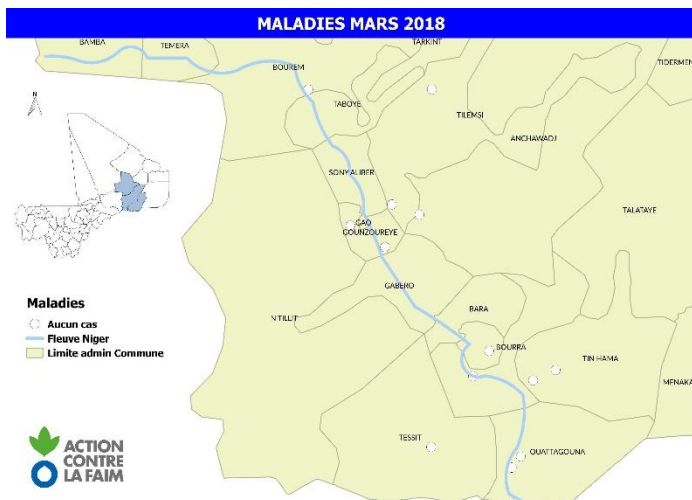 MALADIES MARS 2018
BAMBA
TEMERA
TARKINT
BOUREM
TIDERMEN
TABOYE
TILEMSI
ANCHAWADJ
SONY ALIBER
TALATAYE
GAO
GOUNZOUREYE
GABERO
BARA
N TILLIT
BOURRA
TIN HAMA
MENAKA
TESSIT
OUATTAGOUNA
N
Maladies
Aucun cas
Fleuve Niger
Limite admin Commune
ACTION
CONTRE
LA FAIM